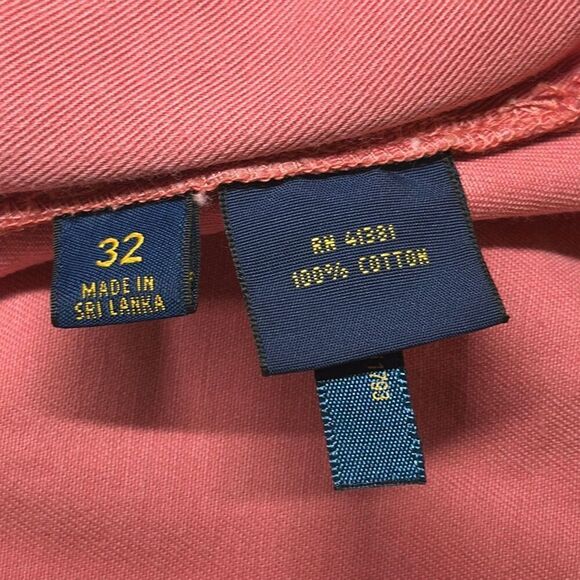 32
MADE IN
SRI LANKA
RN 41381
100% COTTON